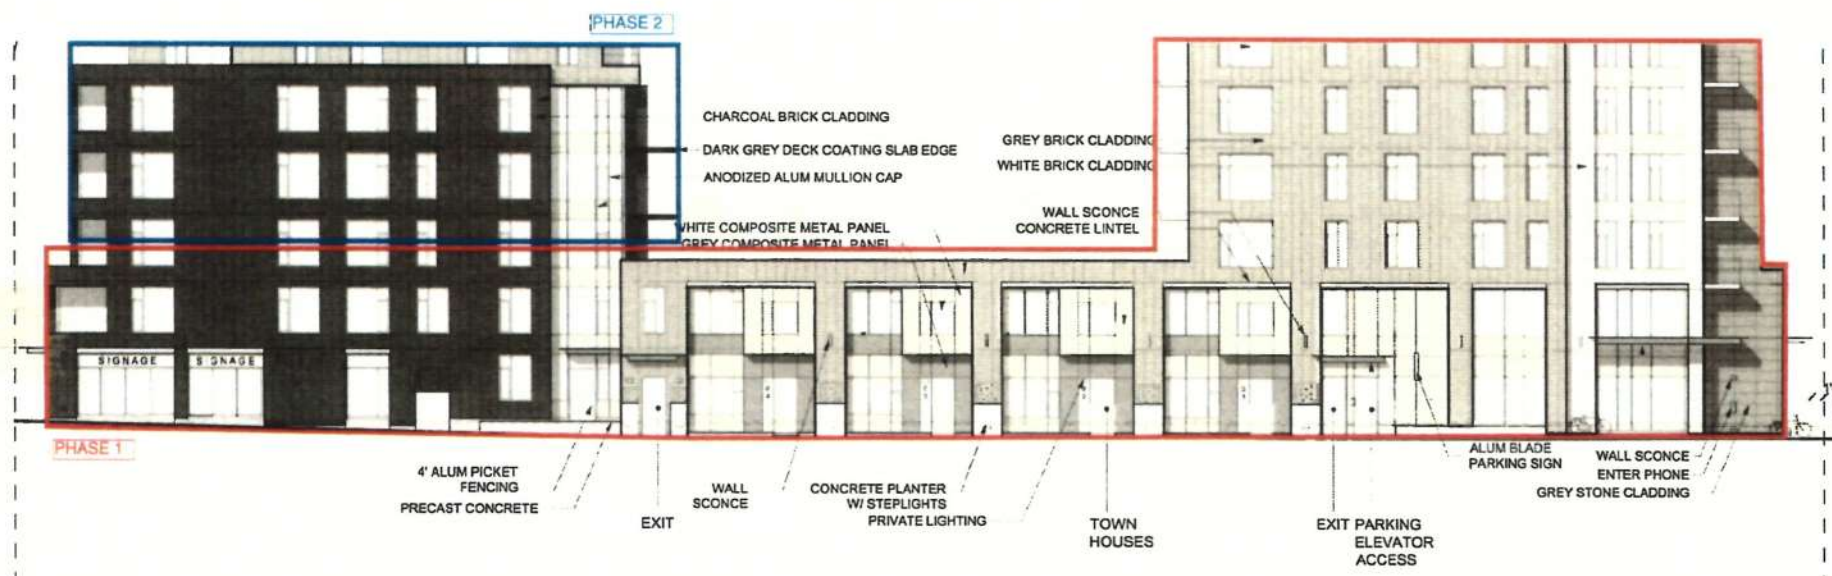 PHASE 2
CHARCOAL BRICK CLADDING
DARK GREY DECK COATING SLAB EDGE
ANODIZED ALUM MULLION CAP
WHITE COMPOSITE METAL PANEL
GREY COMPOSITE METAL PANEL
GREY BRICK CLADDING
WHITE BRICK CLADDING
WALL SCONCE
CONCRETE LINTEL
SIGNAGE
SIGNAGE
PHASE 1
4' ALUM PICKET
FENCING
PRECAST CONCRETE
EXIT
WALL
SCONCE
CONCRETE PLANTER
W/ STEPLIGHTS
PRIVATE LIGHTING
TOWN
HOUSES
EXIT
PARKING
ELEVATOR
ACCESS
ALUM BLADE
PARKING SIGN
WALL SCONCE
ENTER PHONE
GREY STONE CLADDING